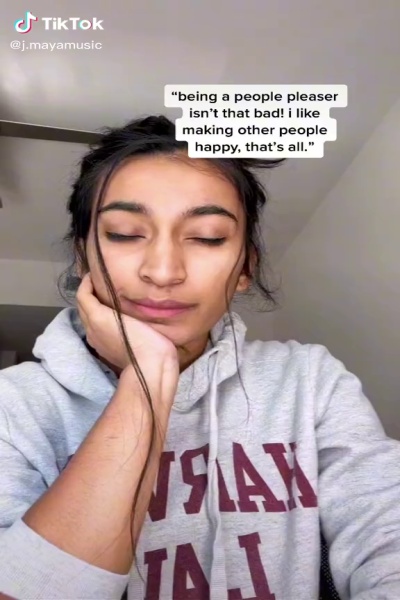 TikTok
@j.mayamusic
“being a people pleaser
isn’t that bad! i like
making other people
happy, that’s all.”